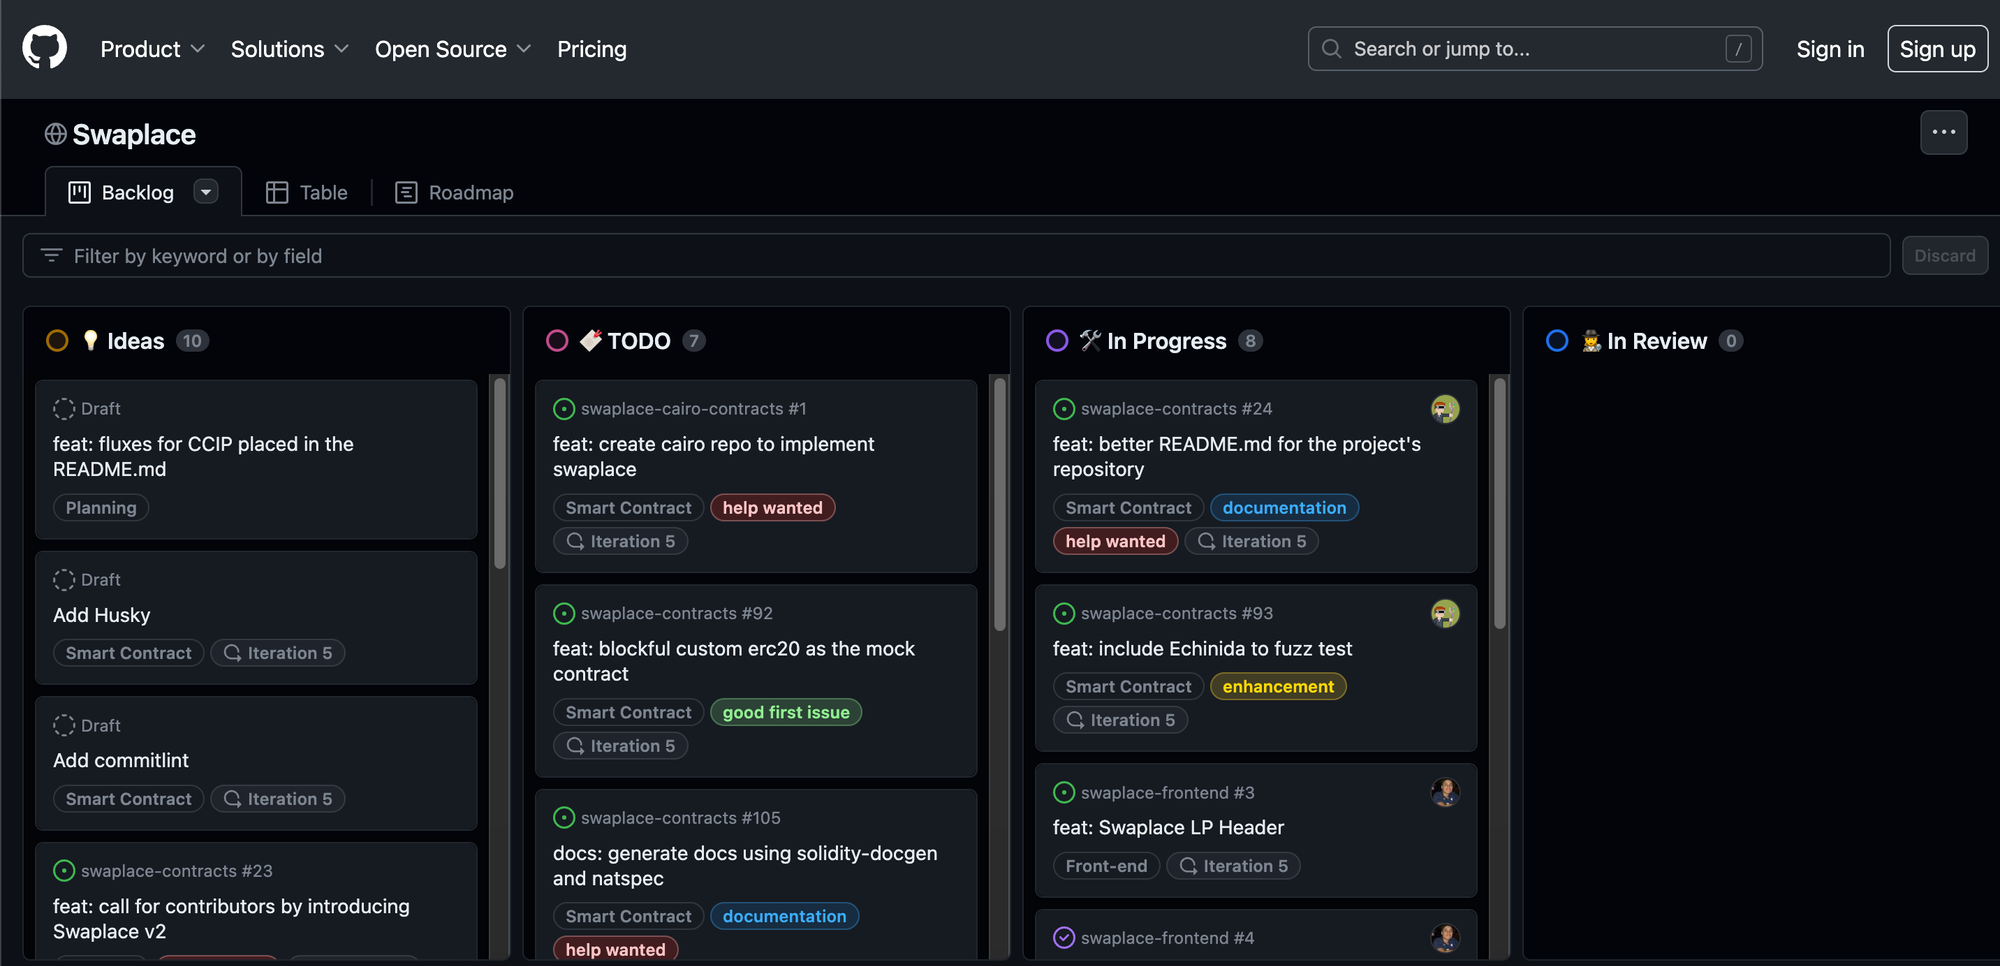 Product Solutions Open Source Pricing Search or jump to... / Sign in Sign up
Swaplace
Backlog Table Roadmap
Filter by keyword or by field Discard
Ideas 10
Draft
feat: fluxes for CCIP placed in the
README.md
Planning
Draft
Add Husky
Smart Contract Iteration 5
Draft
Add commitlint
Smart Contract Iteration 5
swaplace-contracts #23
feat: call for contributors by introducing
Swaplace v2
TODO 7
swaplace-cairo-contracts #1
feat: create cairo repo to implement
swaplace
Smart Contract help wanted
Iteration 5
swaplace-contracts #92
feat: blockful custom erc20 as the mock
contract
Smart Contract good first issue
Iteration 5
swaplace-contracts #105
docs: generate docs using solidity-docgen
and natspec
Smart Contract documentation
help wanted
In Progress 8
swaplace-contracts #24
feat: better README.md for the project's
repository
Smart Contract documentation
help wanted Iteration 5
swaplace-contracts #93
feat: include Echinida to fuzz test
Smart Contract enhancement
Iteration 5
swaplace-frontend #3
feat: Swaplace LP Header
Front-end Iteration 5
swaplace-frontend #4
In Review 0